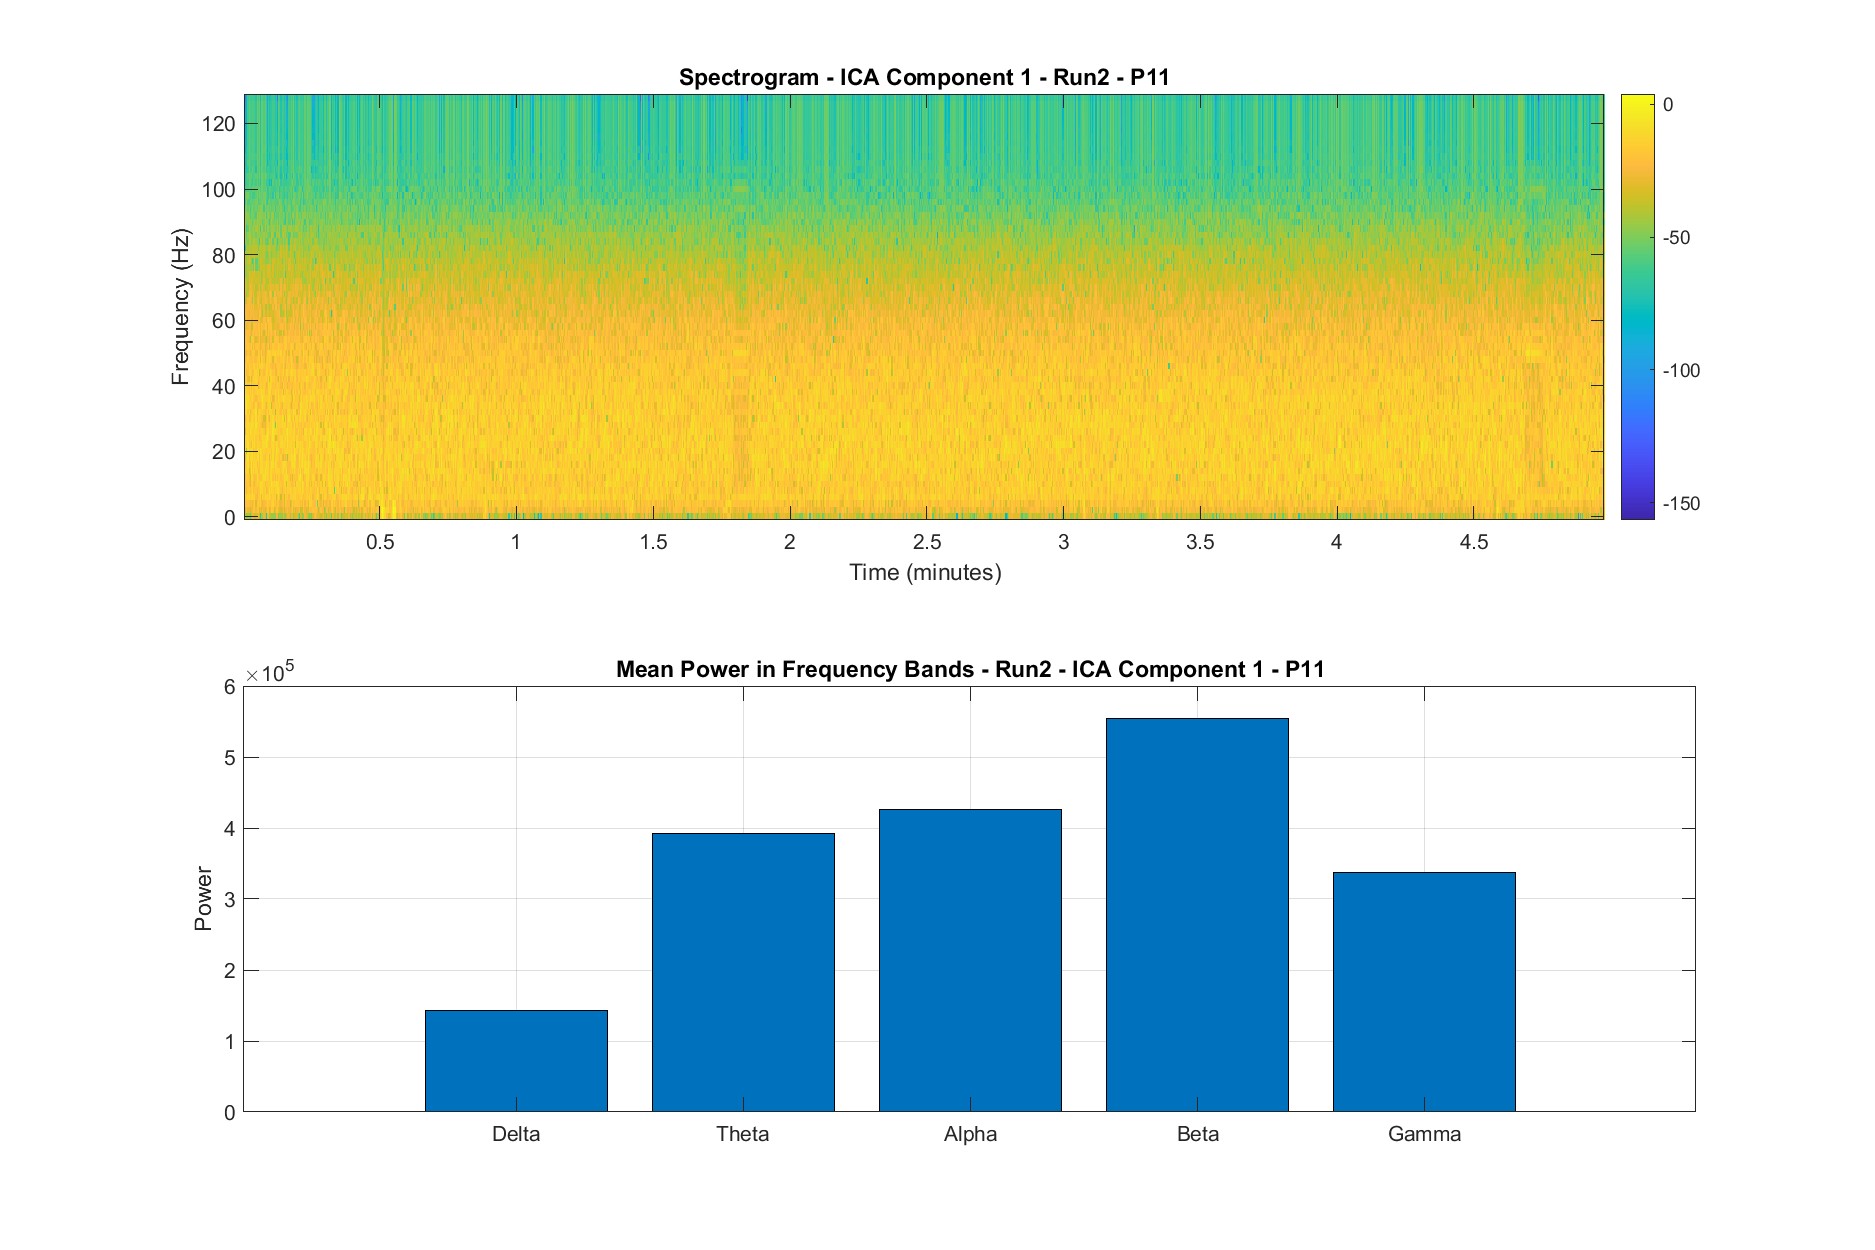 Spectrogram - ICA Component 1 - Run2 - P11
120
100
80
60
40
20
0
Frequency (Hz)
0.5 1 1.5 2 2.5 3 3.5 4 4.5
Time (minutes)
0
-50
-100
-150
Mean Power in Frequency Bands - Run2 - ICA Component 1 - P11
×10^5
6
5
4
3
2
1
0
Power
Delta Theta Alpha Beta Gamma